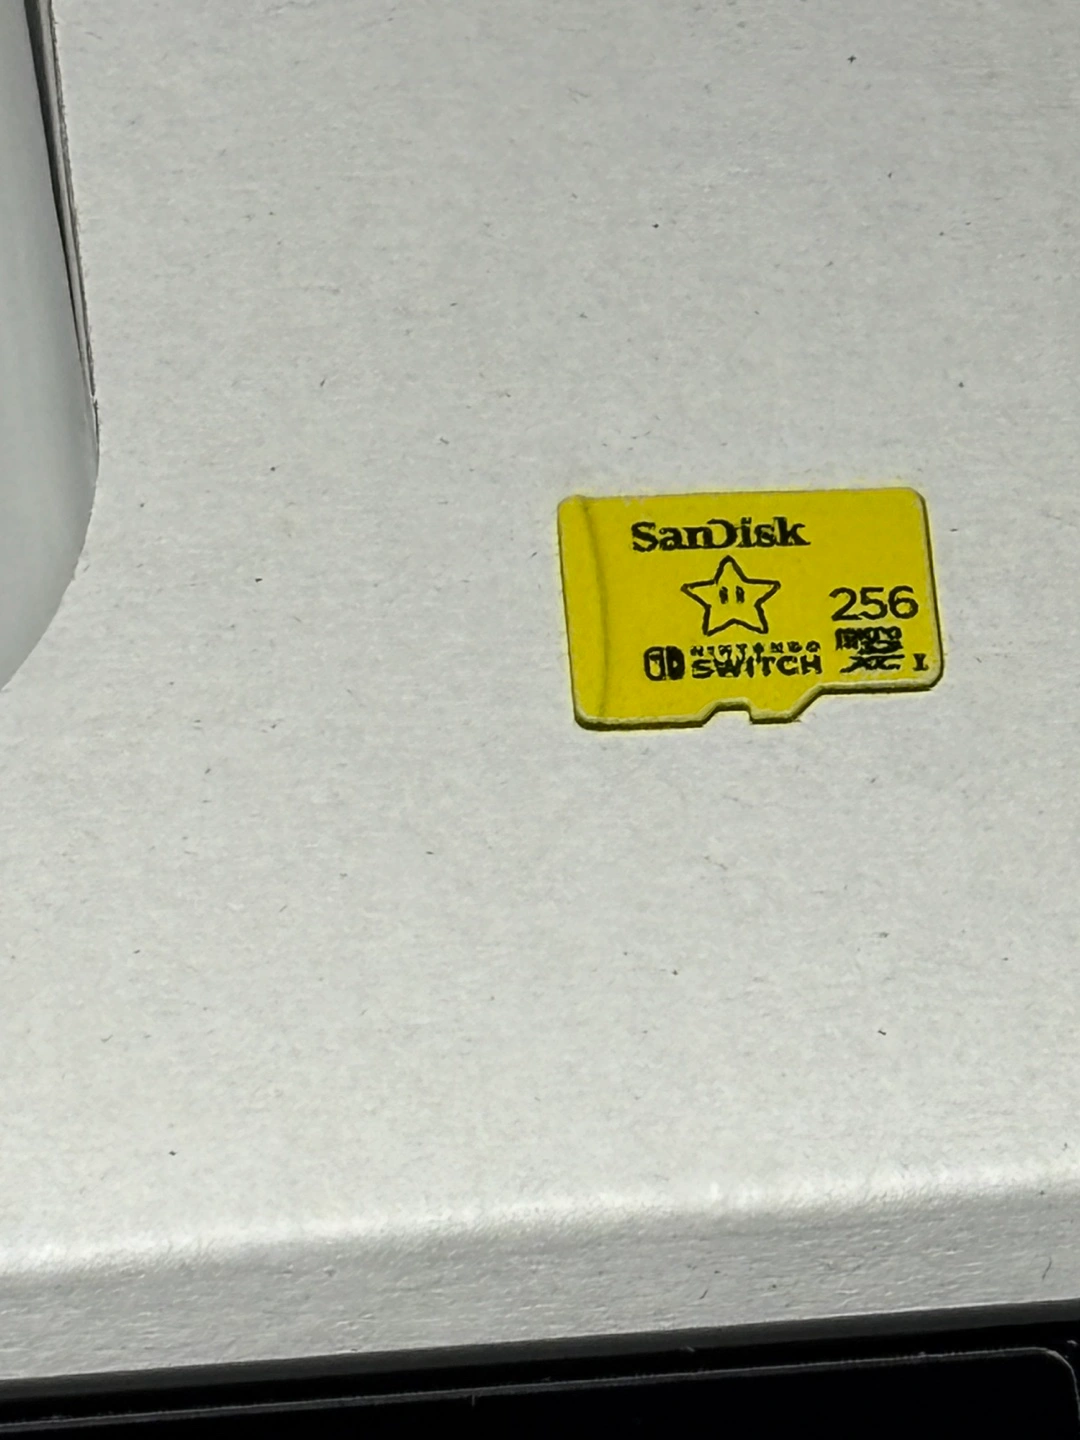 SanDisk
256
NINTENDO
SWITCH
micro
XC I